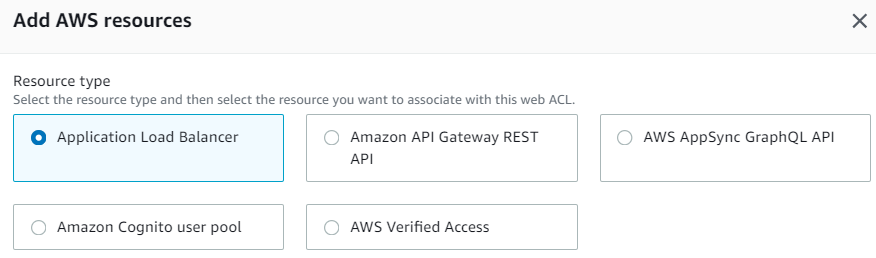 Add AWS resources
Resource type
Select the resource type and then select the resource you want to associate with this web ACL.
Application Load Balancer
Amazon API Gateway REST
API
AWS AppSync GraphQL API
Amazon Cognito user pool
AWS Verified Access